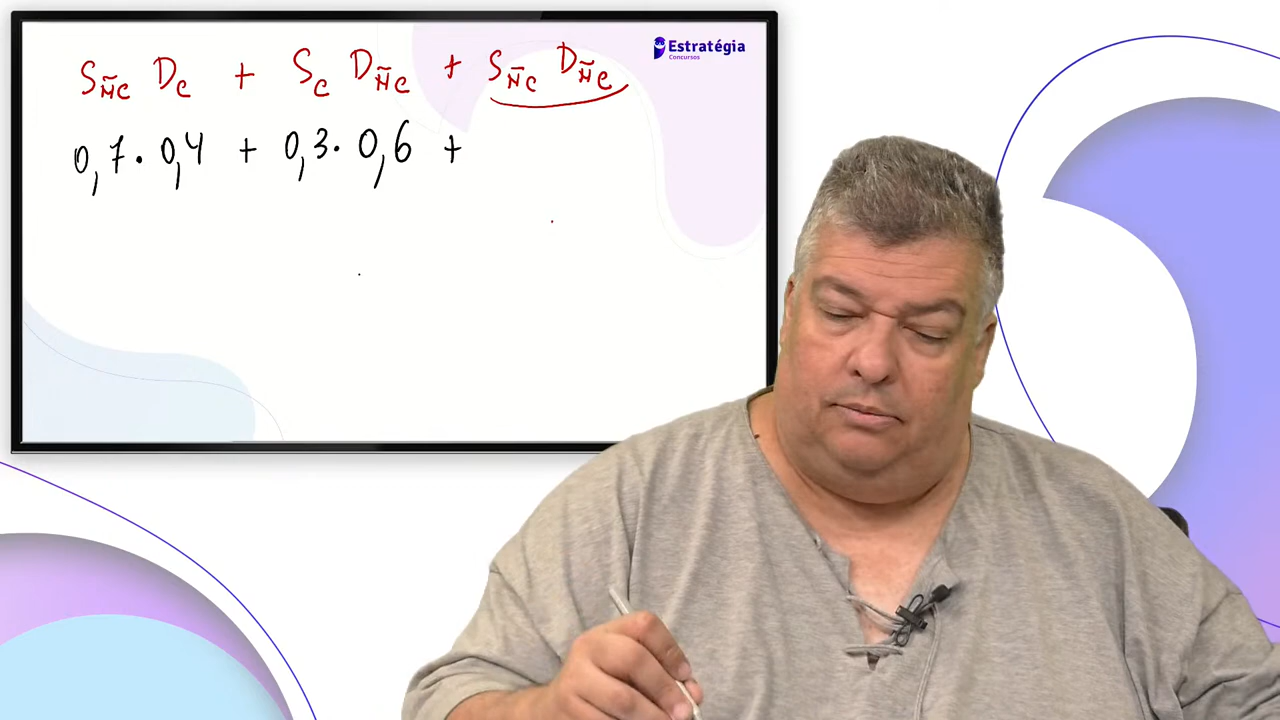 S_ÑC D_C + S_C D_ÑC + S_ÑC D_ÑC
Estratégia
Concursos
0,7 · 0,4 + 0,3 · 0,6 +